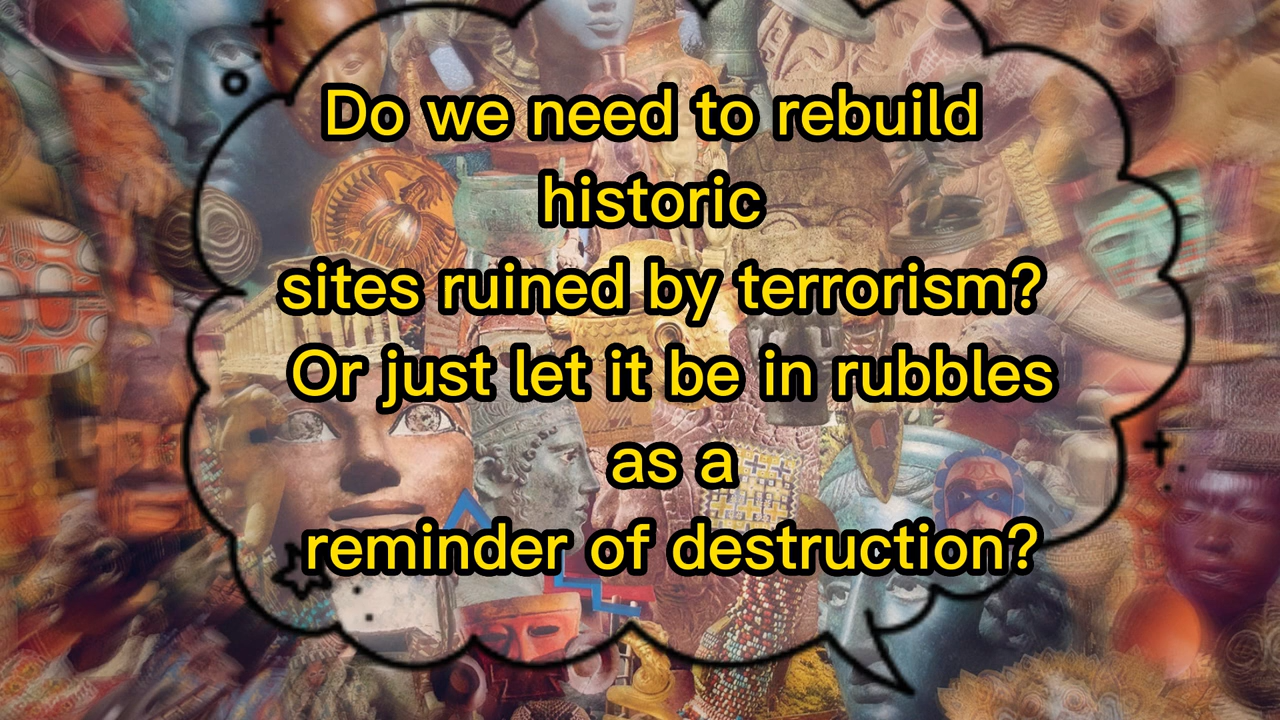 Do we need to rebuild
historic
sites ruined by terrorism?
Or just let it be in rubbles
as a
reminder of destruction?